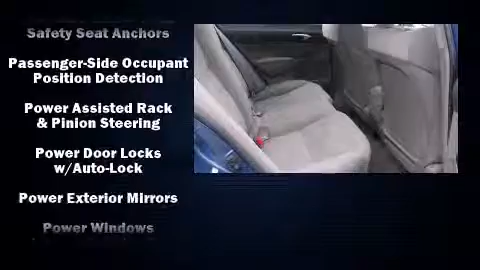 Safety Seat Anchors
Passenger-Side Occupant
Position Detection
Power Assisted Rack
& Pinion Steering
Power Door Locks
w/Auto-Lock
Power Exterior Mirrors
Power Windows